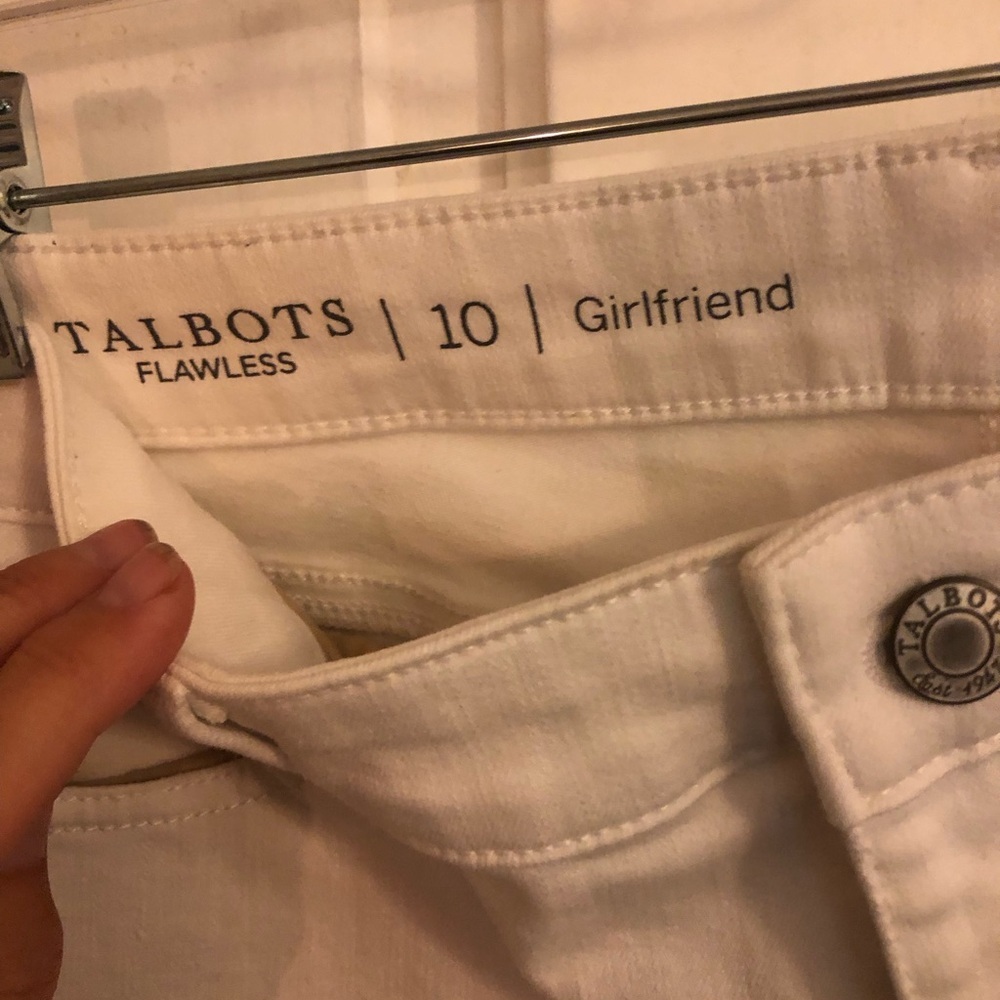 TALBOTS | 10 | Girlfriend
FLAWLESS
TALBOTS